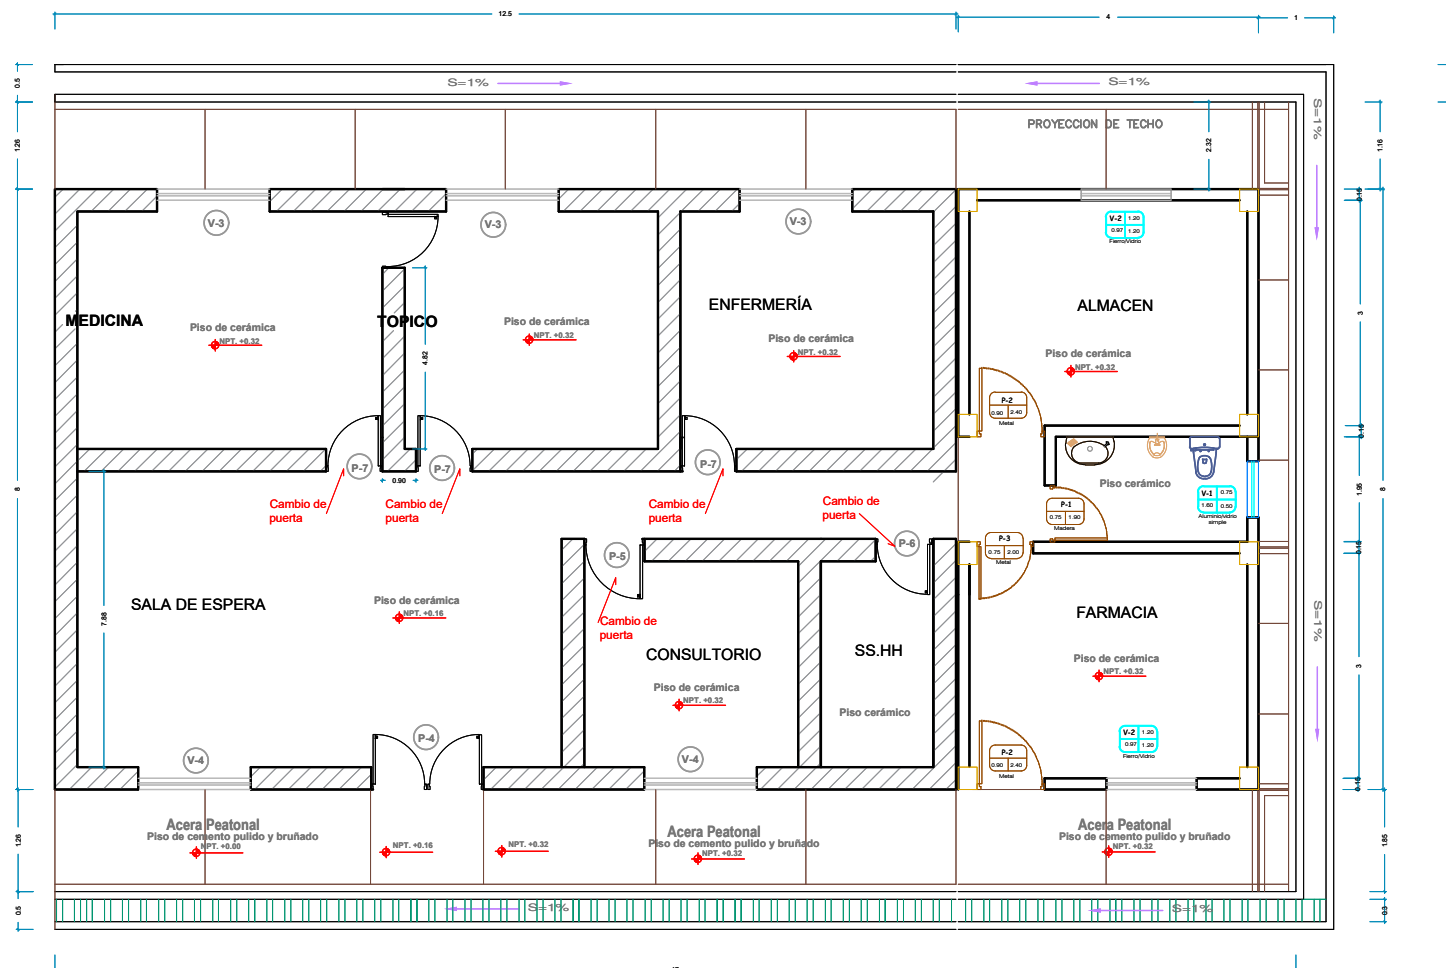 12.5
4
1
0.5
S=1%
S=1%
S=1%
PROYECCION DE TECHO
2.32
1.26
1.16
0.15
V-3
V-3
V-3
V-2 1.20
0.97 1.20
Fierro/Vidrio
MEDICINA
TOPICO
ENFERMERÍA
ALMACEN
Piso de cerámica
NPT. +0.32
Piso de cerámica
NPT. +0.32
Piso de cerámica
NPT. +0.32
Piso de cerámica
NPT. +0.32
3
4.82
P-2
0.90 2.40
Metal
0.15
P-7
P-7
P-7
0.90
Cambio de
puerta
Cambio de
puerta
Cambio de
puerta
Cambio de
puerta
Piso cerámico
V-1 0.75
1.60 0.50
Aluminio/vidrio
simple
P-1
0.75 1.90
Madera
1.95
8
8
P-5
P-6
P-3
0.75 2.00
Metal
0.15
SALA DE ESPERA
Piso de cerámica
NPT. +0.16
7.88
Cambio de
puerta
CONSULTORIO
Piso de cerámica
NPT. +0.32
SS.HH
Piso cerámico
FARMACIA
Piso de cerámica
NPT. +0.32
S=1%
3
P-4
V-4
V-4
P-2
0.90 2.40
Metal
V-2 1.20
0.97 1.20
Fierro/Vidrio
0.15
Acera Peatonal
Piso de cemento pulido y bruñado
NPT. +0.00
NPT. +0.16
NPT. +0.32
Acera Peatonal
Piso de cemento pulido y bruñado
NPT. +0.32
Acera Peatonal
Piso de cemento pulido y bruñado
NPT. +0.32
1.26
1.85
0.5
S=1%
S=1%
0.3